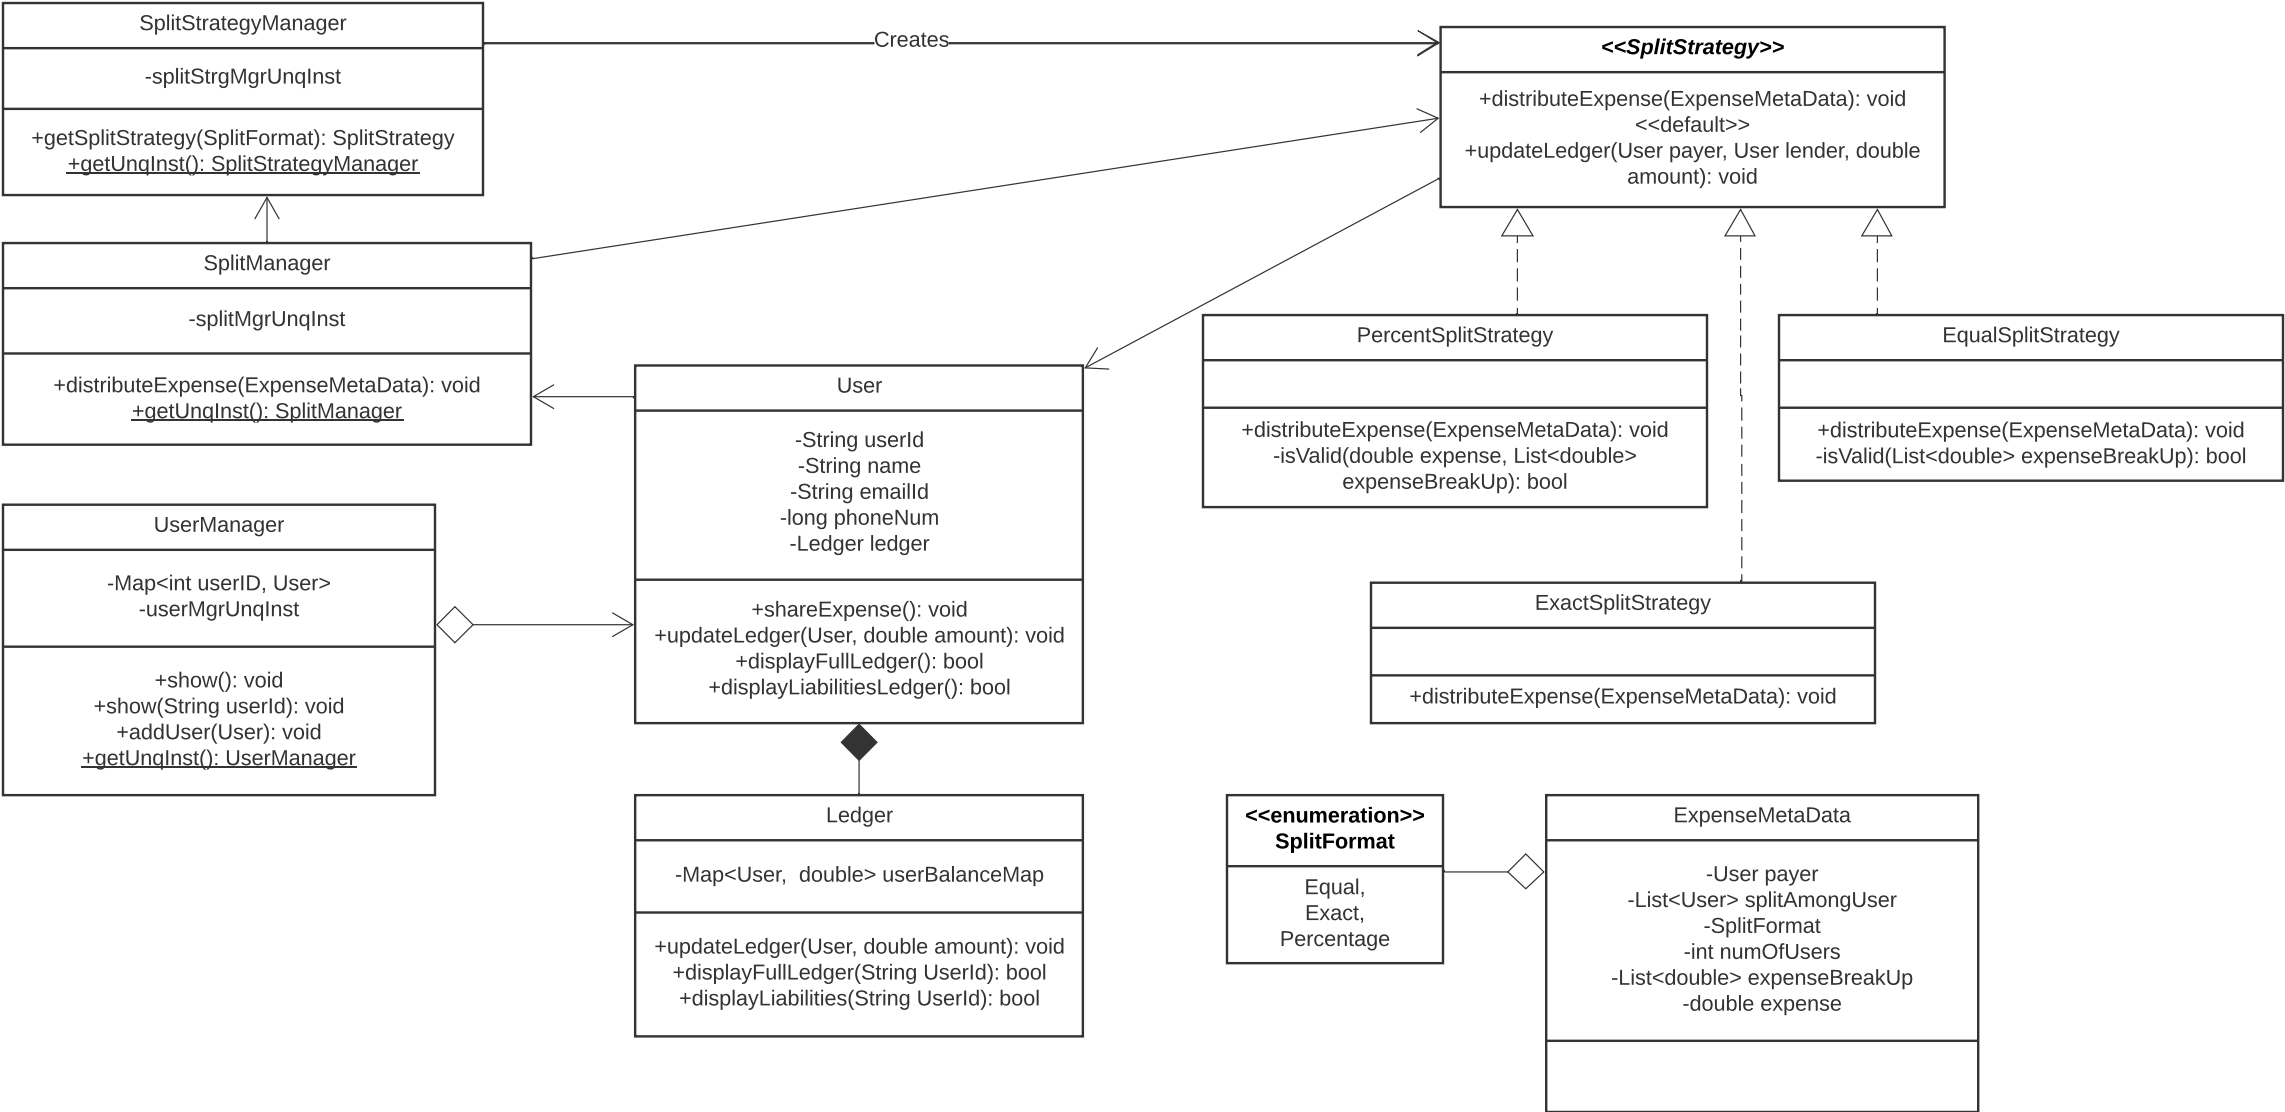 SplitStrategyManager
-splitStrgMgrUnqInst
+getSplitStrategy(SplitFormat): SplitStrategy
+getUnqInst(): SplitStrategyManager
Creates
<<SplitStrategy>>
+distributeExpense(ExpenseMetaData): void
<<default>>
+updateLedger(User payer, User lender, double
amount): void
SplitManager
-splitMgrUnqInst
+distributeExpense(ExpenseMetaData): void
+getUnqInst(): SplitManager
User
-String userId
-String name
-String emailId
-long phoneNum
-Ledger ledger
+shareExpense(): void
+updateLedger(User, double amount): void
+displayFullLedger(): bool
+displayLiabilitiesLedger(): bool
PercentSplitStrategy
+distributeExpense(ExpenseMetaData): void
-isValid(double expense, List<double>
expenseBreakUp): bool
EqualSplitStrategy
+distributeExpense(ExpenseMetaData): void
-isValid(List<double> expenseBreakUp): bool
UserManager
-Map<int userID, User>
-userMgrUnqInst
+show(): void
+show(String userId): void
+addUser(User): void
+getUnqInst(): UserManager
ExactSplitStrategy
+distributeExpense(ExpenseMetaData): void
Ledger
-Map<User,  double> userBalanceMap
+updateLedger(User, double amount): void
+displayFullLedger(String UserId): bool
+displayLiabilities(String UserId): bool
<<enumeration>>
SplitFormat
Equal,
Exact,
Percentage
ExpenseMetaData
-User payer
-List<User> splitAmongUser
-SplitFormat
-int numOfUsers
-List<double> expenseBreakUp
-double expense